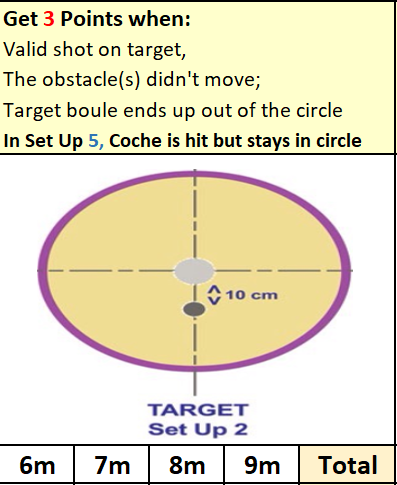 Get 3 Points when:
Valid shot on target,
The obstacle(s) didn't move;
Target boule ends up out of the circle
In Set Up 5, Coche is hit but stays in circle
10 cm
TARGET
Set Up 2
6m 7m 8m 9m Total